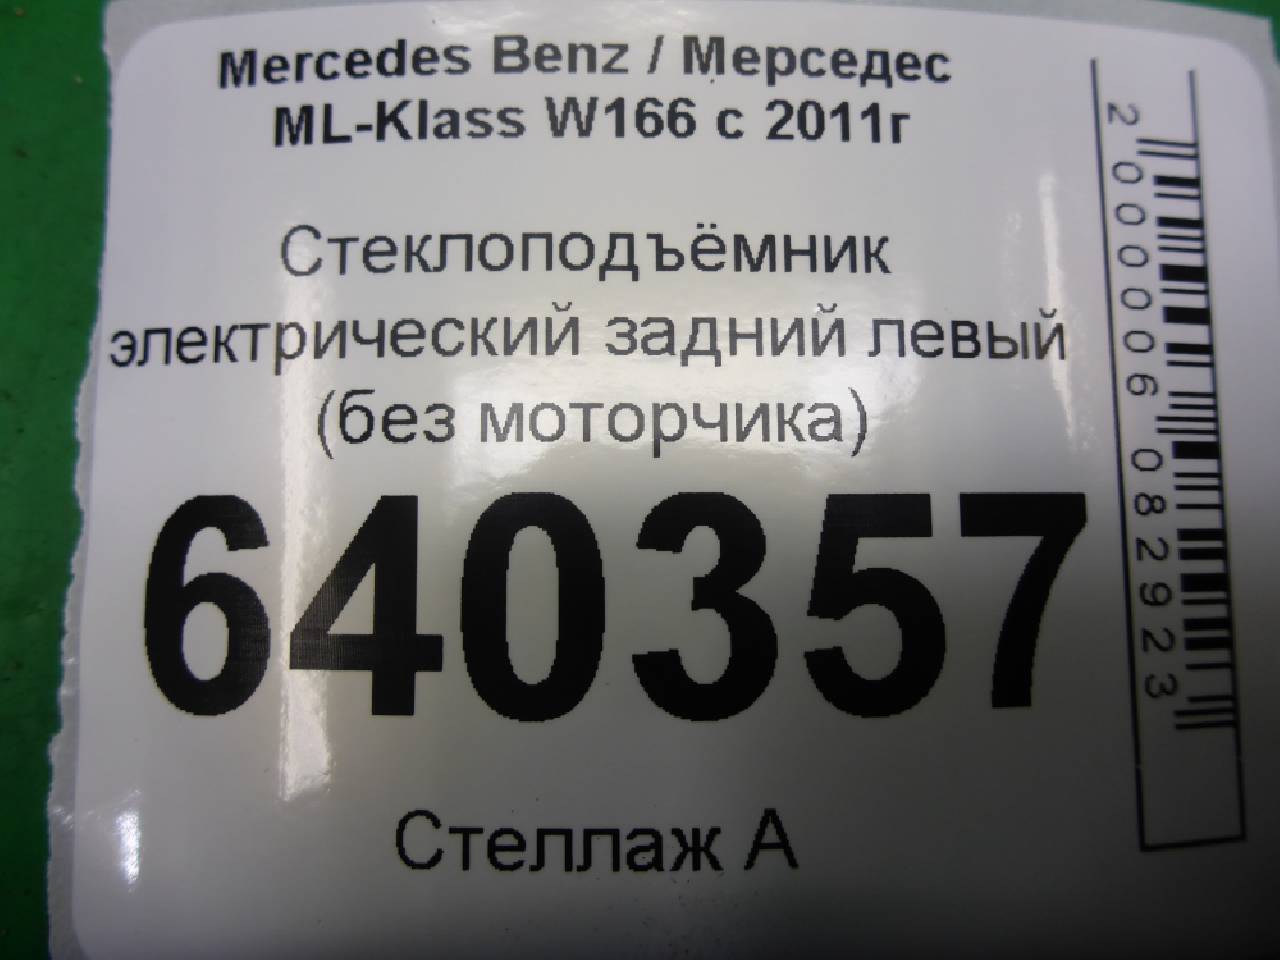 Mercedes Benz / Мерседес
ML-Klass W166 с 2011г
Стеклоподъёмник
электрический задний левый
(без моторчика)
640357
Стеллаж А
2000006082923